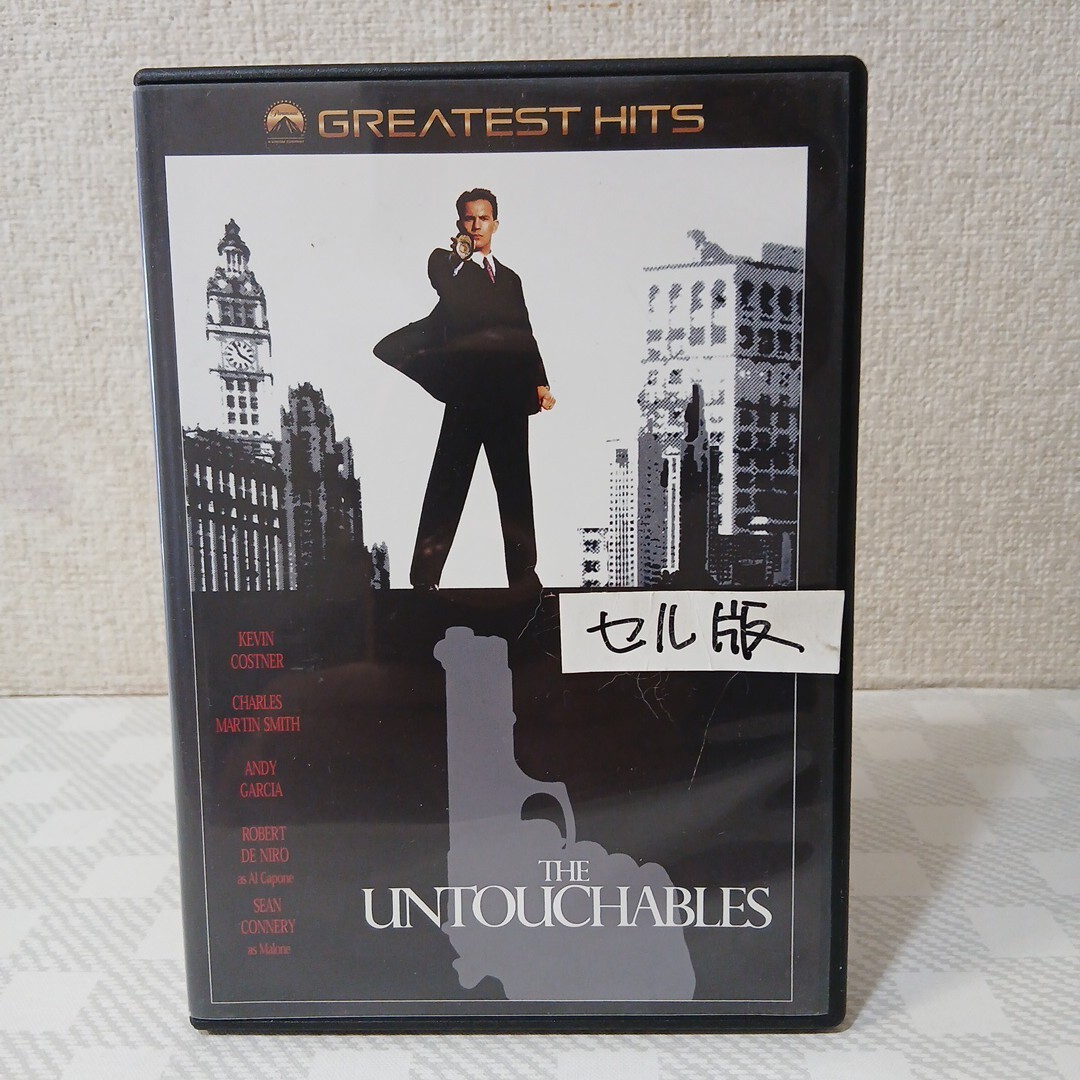 GREATEST HITS
セル版
KEVIN
COSTNER
CHARLES
MARTIN SMITH
ANDY
GARCIA
ROBERT
DE NIRO
as Al Capone
SEAN
CONNERY
as Malone
THE
UNTOUCHABLES